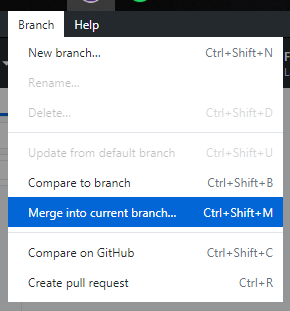 Branch Help
New branch... Ctrl+Shift+N
Rename...
Delete... Ctrl+Shift+D
Update from default branch Ctrl+Shift+U
Compare to branch Ctrl+Shift+B
Merge into current branch... Ctrl+Shift+M
Compare on GitHub Ctrl+Shift+C
Create pull request Ctrl+R